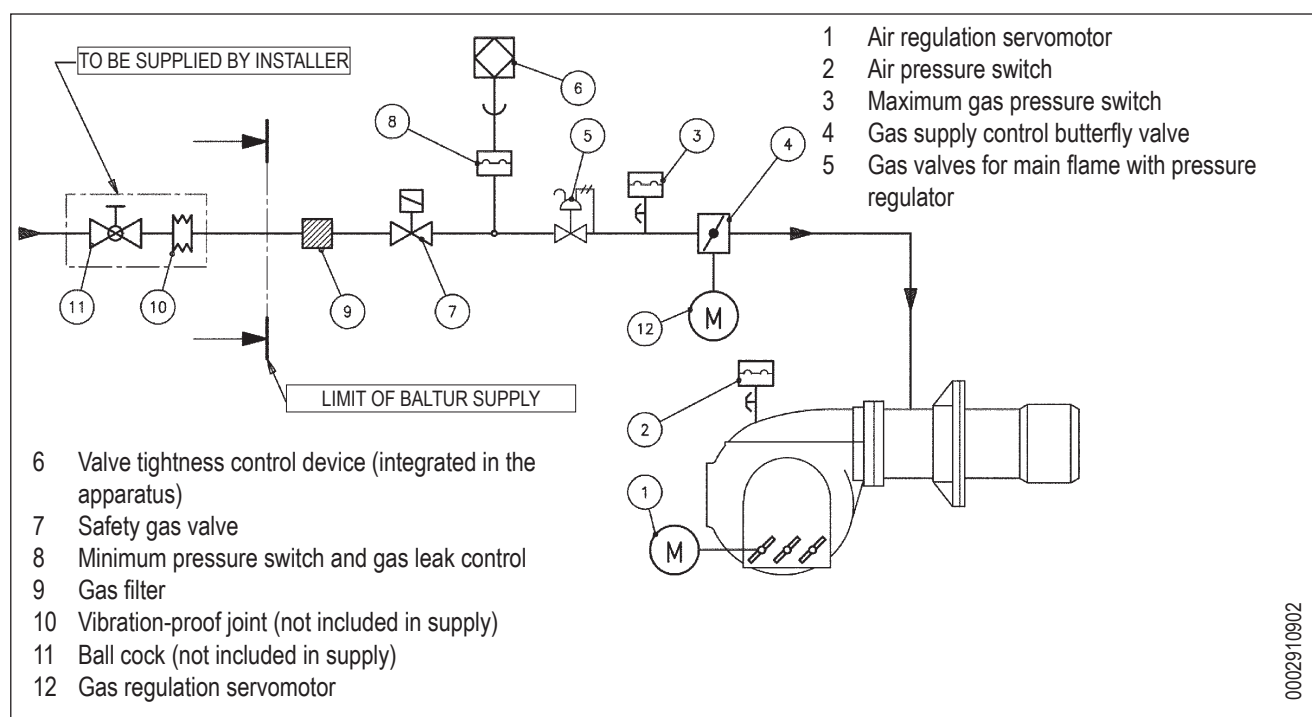 TO BE SUPPLIED BY INSTALLER
6
8
5
3
4
11
10
9
7
12
M
LIMIT OF BALTUR SUPPLY
2
1
M
1 Air regulation servomotor
2 Air pressure switch
3 Maximum gas pressure switch
4 Gas supply control butterfly valve
5 Gas valves for main flame with pressure
regulator
6 Valve tightness control device (integrated in the
apparatus)
7 Safety gas valve
8 Minimum pressure switch and gas leak control
9 Gas filter
10 Vibration-proof joint (not included in supply)
11 Ball cock (not included in supply)
12 Gas regulation servomotor
0002910902